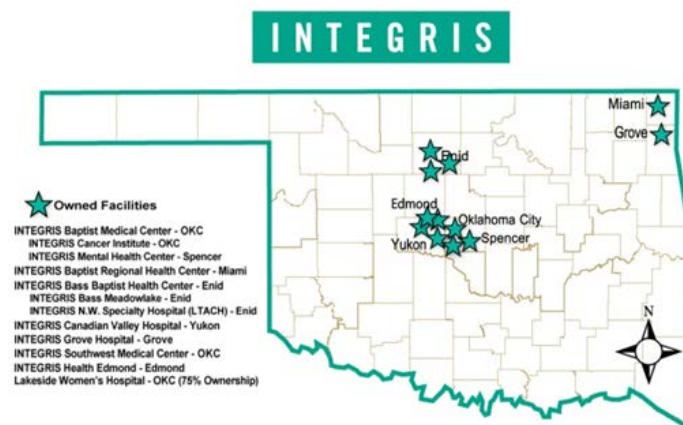 INTEGRIS
Miami
Grove
Enid
Edmond
Oklahoma City
Yukon
Spencer
Owned Facilities
INTEGRIS Baptist Medical Center - OKC
INTEGRIS Cancer Institute - OKC
INTEGRIS Mental Health Center - Spencer
INTEGRIS Baptist Regional Health Center - Miami
INTEGRIS Bass Baptist Health Center - Enid
INTEGRIS Bass Meadowlake - Enid
INTEGRIS N.W. Specialty Hospital (LTACH) - Enid
INTEGRIS Canadian Valley Hospital - Yukon
INTEGRIS Grove Hospital - Grove
INTEGRIS Southwest Medical Center - OKC
INTEGRIS Health Edmond - Edmond
Lakeside Women's Hospital - OKC (75% Ownership)
N